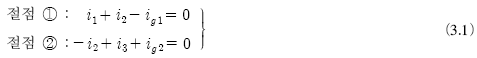 절점 ① : i₁ + i₂ − i_g1 = 0
절점 ② : − i₂ + i₃ + i_g2 = 0
(3.1)